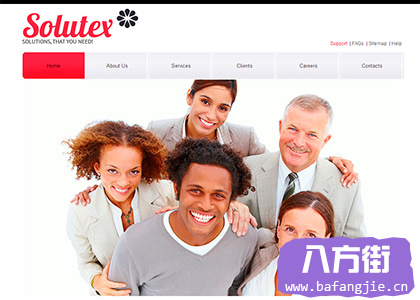 Solutex
SOLUTIONS, THAT YOU NEED!
Support | FAQs | Sitemap | Help
Home
About Us
Services
Clients
Careers
Contacts
八方街
www.bafangjie.cn